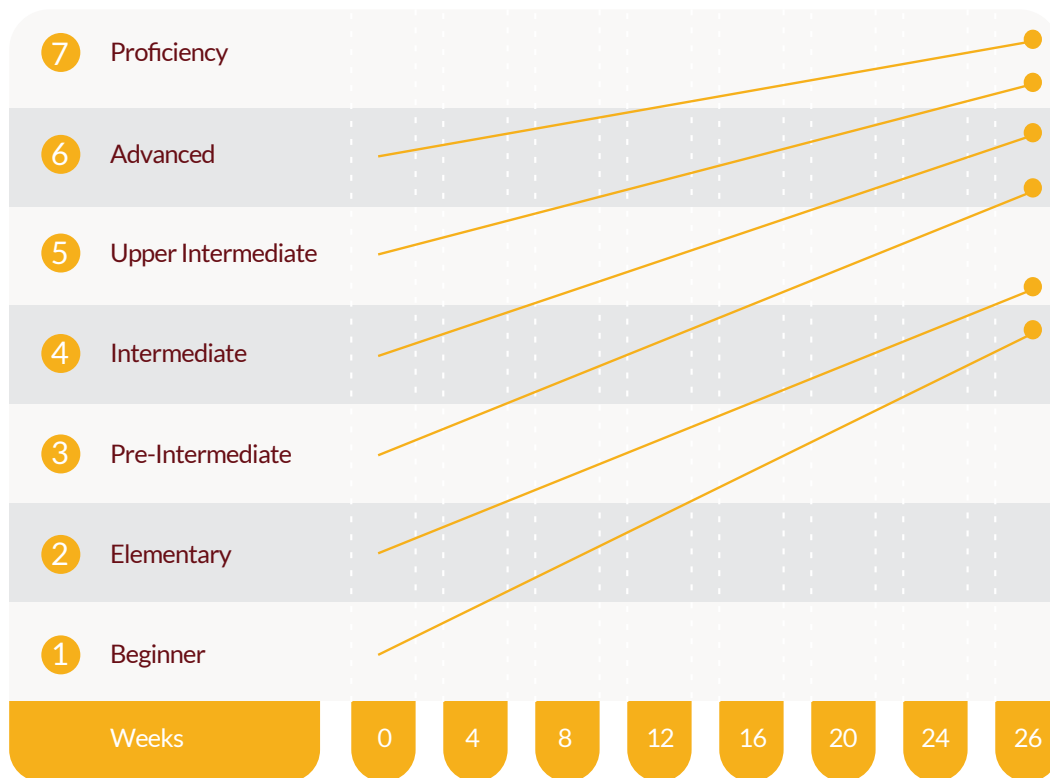 7 Proficiency
6 Advanced
5 Upper Intermediate
4 Intermediate
3 Pre-Intermediate
2 Elementary
1 Beginner
Weeks 0 4 8 12 16 20 24 26